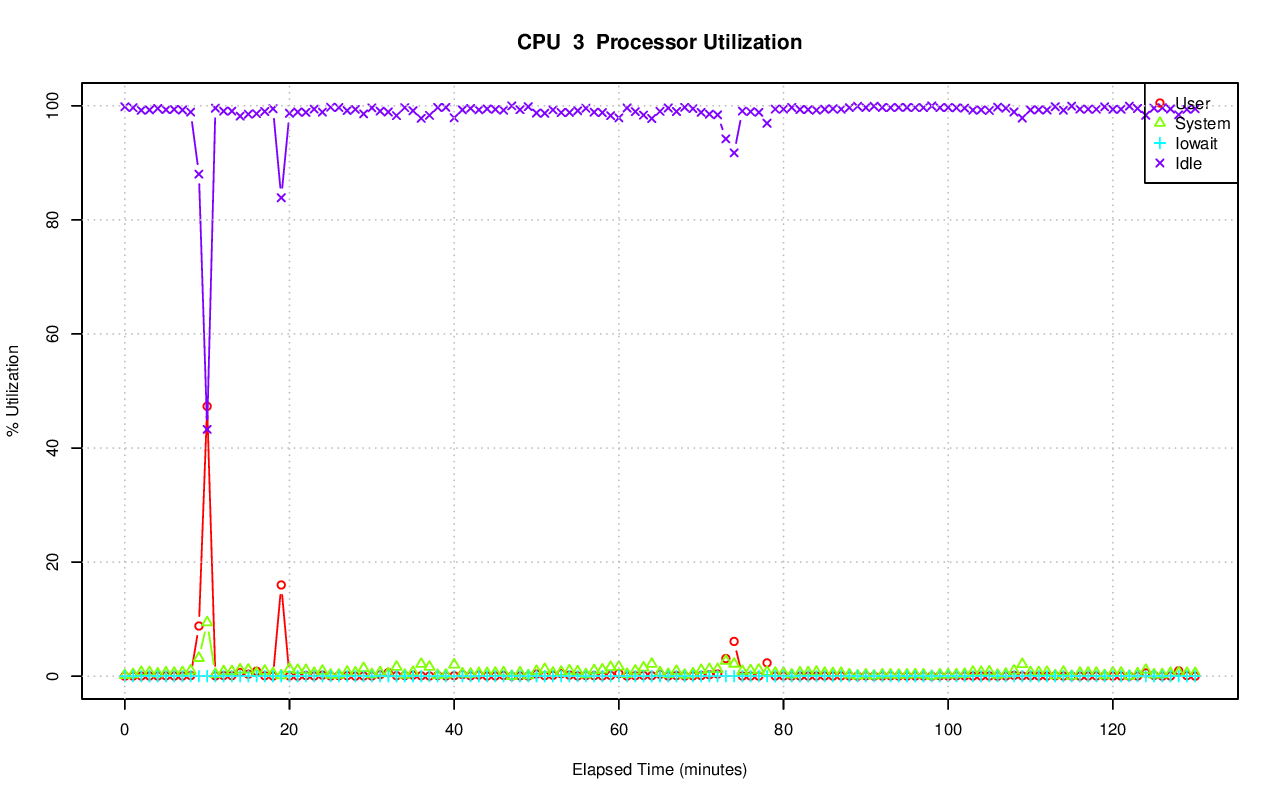 CPU 3 Processor Utilization
% Utilization
100
80
60
40
20
0
User
System
Iowait
Idle
0 20 40 60 80 100 120
Elapsed Time (minutes)